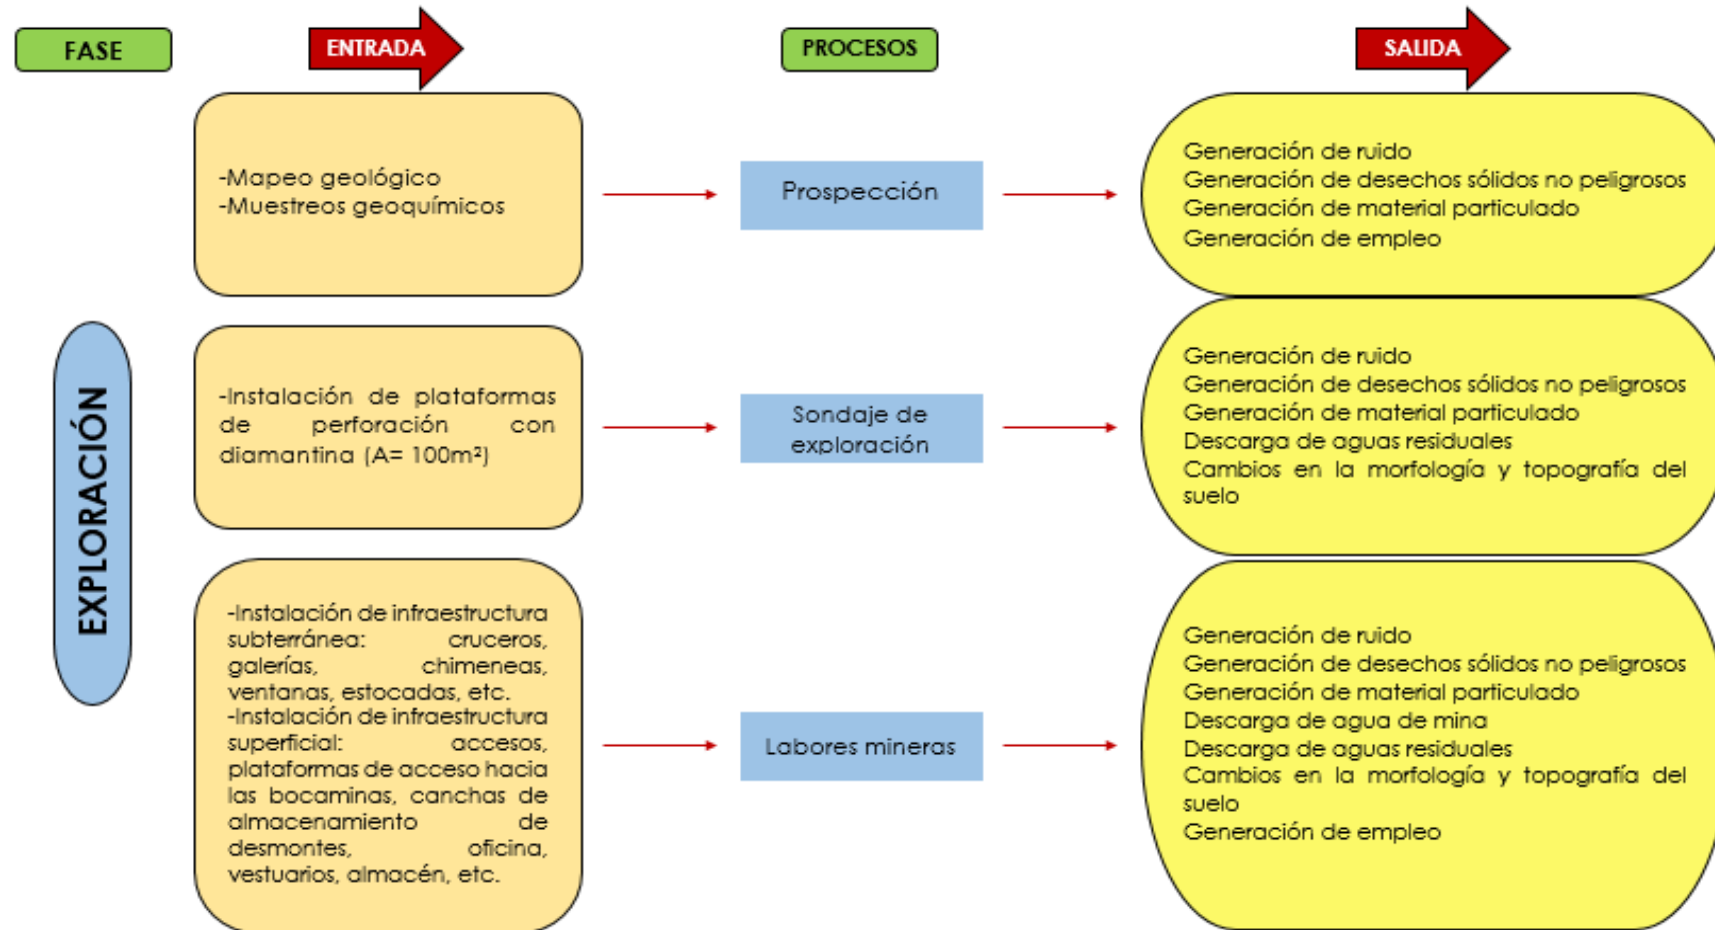 FASE
ENTRADA
PROCESOS
SALIDA
EXPLORACIÓN
-Mapeo geológico
-Muestreos geoquímicos
Prospección
Generación de ruido
Generación de desechos sólidos no peligrosos
Generación de material particulado
Generación de empleo
-Instalación de plataformas
de perforación con
diamantina (A= 100m²)
Sondaje de
exploración
Generación de ruido
Generación de desechos sólidos no peligrosos
Generación de material particulado
Descarga de aguas residuales
Cambios en la morfología y topografía del
suelo
-Instalación de infraestructura
subterránea: cruceros,
galerías, chimeneas,
ventanas, estocadas, etc.
-Instalación de infraestructura
superficial: accesos,
plataformas de acceso hacia
las bocaminas, canchas de
almacenamiento de
desmontes, oficina,
vestuarios, almacén, etc.
Labores mineras
Generación de ruido
Generación de desechos sólidos no peligrosos
Generación de material particulado
Descarga de agua de mina
Descarga de aguas residuales
Cambios en la morfología y topografía del
suelo
Generación de empleo